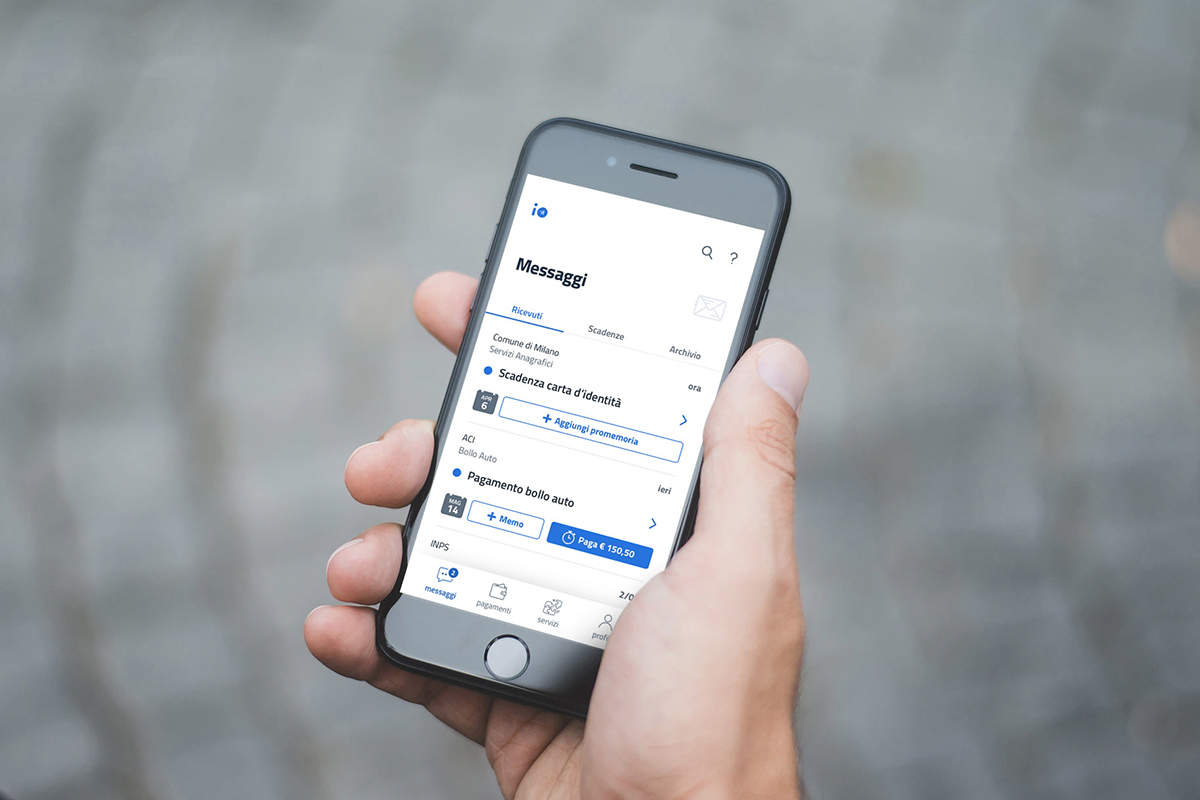 io
Messaggi
Ricevuti
Scadenze
Archivio
Comune di Milano
ora
Servizi Anagrafici
Scadenza carta d'identità
APR
6
+ Aggiungi promemoria
ACI
ieri
Bollo Auto
Pagamento bollo auto
MAG
14
+ Memo
Paga € 150,50
INPS
2/0
2
messaggi
pagamenti
servizi